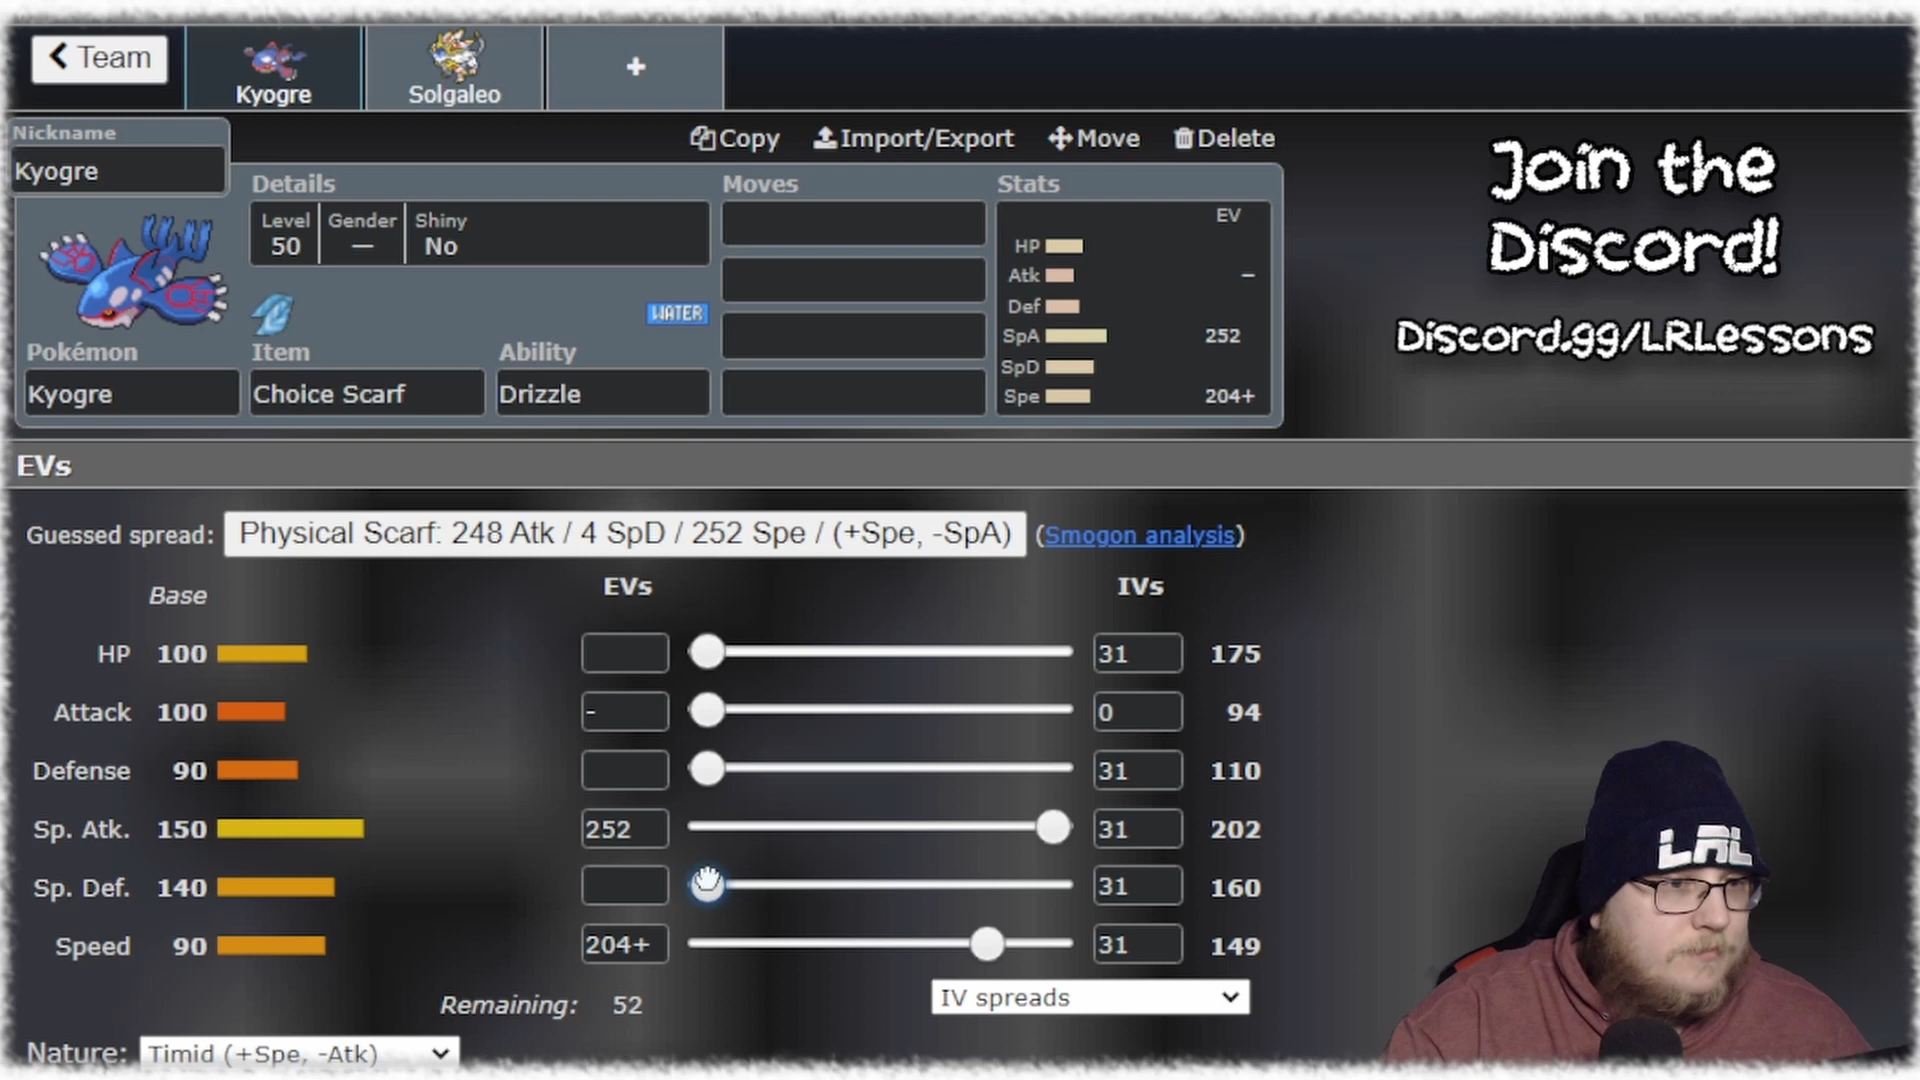 Team
Kyogre
Solgaleo
+
Nickname
Kyogre
Copy
Import/Export
Move
Delete
Join the
Discord!
Discord.gg/LRLessons
Details
Level
50
Gender
—
Shiny
No
WATER
Pokémon
Kyogre
Item
Choice Scarf
Ability
Drizzle
Moves
Stats
EV
HP
Atk –
Def
SpA 252
SpD
Spe 204+
EVs
Guessed spread: Physical Scarf: 248 Atk / 4 SpD / 252 Spe / (+Spe, -SpA) (Smogon analysis)
Base EVs IVs
HP 100 31 175
Attack 100 - 0 94
Defense 90 31 110
Sp. Atk. 150 252 31 202
Sp. Def. 140 31 160
Speed 90 204+ 31 149
Remaining: 52
IV spreads
Nature: Timid (+Spe, -Atk)
LRL